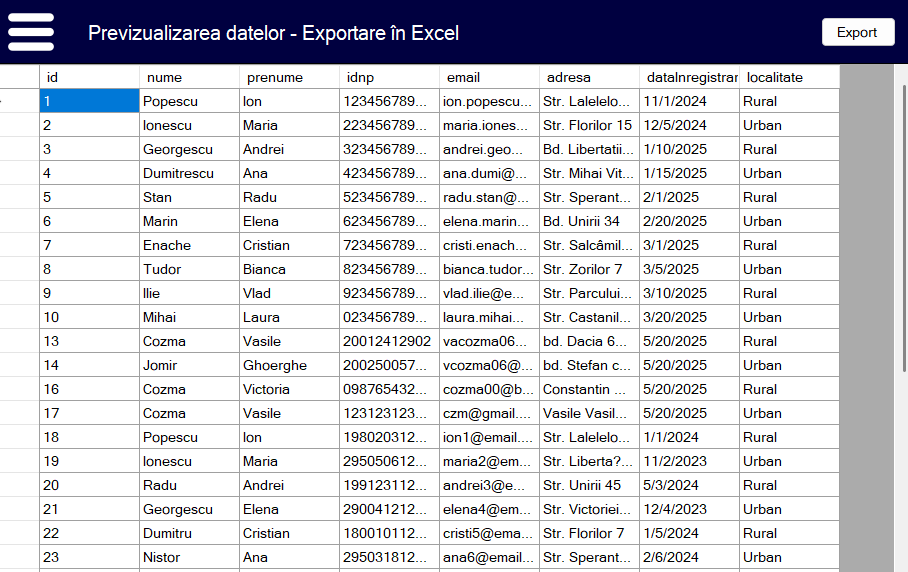 Previzualizarea datelor - Exportare în Excel Export
id nume prenume idnp email adresa dataInregistrar localitate
1 Popescu Ion 123456789... ion.popescu... Str. Lalelelo... 11/1/2024 Rural
2 Ionescu Maria 223456789... maria.iones... Str. Florilor 15 12/5/2024 Urban
3 Georgescu Andrei 323456789... andrei.geo... Bd. Libertatii... 1/10/2025 Rural
4 Dumitrescu Ana 423456789... ana.dumi@... Str. Mihai Vit... 1/15/2025 Urban
5 Stan Radu 523456789... radu.stan@... Str. Sperant... 2/1/2025 Rural
6 Marin Elena 623456789... elena.marin... Bd. Unirii 34 2/20/2025 Urban
7 Enache Cristian 723456789... cristi.enach... Str. Salcâmil... 3/1/2025 Rural
8 Tudor Bianca 823456789... bianca.tudor... Str. Zorilor 7 3/5/2025 Urban
9 Ilie Vlad 923456789... vlad.ilie@e... Str. Parcului... 3/10/2025 Rural
10 Mihai Laura 023456789... laura.mihai... Str. Castanil... 3/20/2025 Urban
13 Cozma Vasile 20012412902 vacozma06... bd. Dacia 6... 5/20/2025 Rural
14 Jomir Ghoerghe 200250057... vcozma06@... bd. Stefan c... 5/20/2025 Urban
16 Cozma Victoria 098765432... cozma00@b... Constantin ... 5/20/2025 Rural
17 Cozma Vasile 123123123... czm@gmail.... Vasile Vasil... 5/20/2025 Urban
18 Popescu Ion 198020312... ion1@email.... Str. Lalelelo... 1/1/2024 Rural
19 Ionescu Maria 295050612... maria2@em... Str. Liberta?... 11/2/2023 Urban
20 Radu Andrei 199123112... andrei3@e... Str. Unirii 45 5/3/2024 Rural
21 Georgescu Elena 290041212... elena4@em... Str. Victoriei... 12/4/2023 Urban
22 Dumitru Cristian 180010112... cristi5@ema... Str. Florilor 7 1/5/2024 Rural
23 Nistor Ana 295031812... ana6@email... Str. Sperant... 2/6/2024 Urban